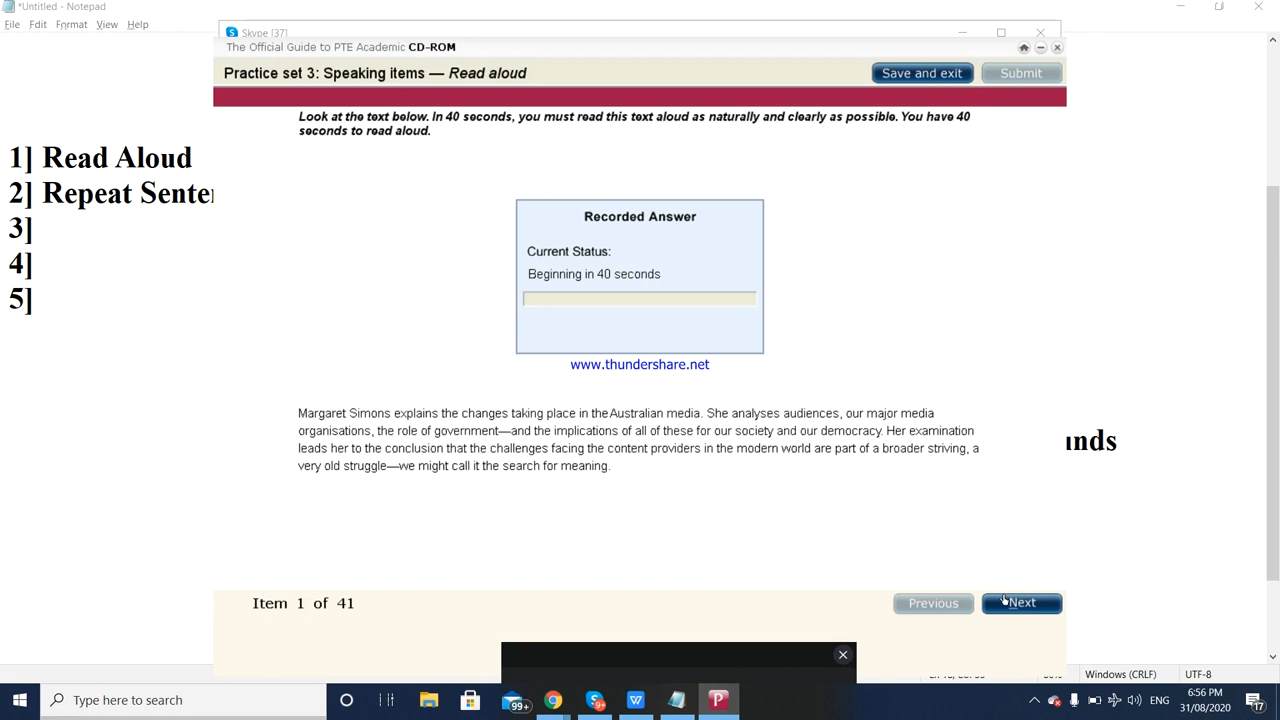 *Untitled - Notepad
File Edit Format View Help
Skype [37]
The Official Guide to PTE Academic CD-ROM
Practice set 3: Speaking items — Read aloud
Save and exit
Submit
Look at the text below. In 40 seconds, you must read this text aloud as naturally and clearly as possible. You have 40
seconds to read aloud.
1] Read Aloud
2] Repeat Senten
3]
4]
5]
Recorded Answer
Current Status:
Beginning in 40 seconds
www.thundershare.net
Margaret Simons explains the changes taking place in the Australian media. She analyses audiences, our major media
organisations, the role of government—and the implications of all of these for our society and our democracy. Her examination
leads her to the conclusion that the challenges facing the content providers in the modern world are part of a broader striving, a
very old struggle—we might call it the search for meaning.
unds
Item 1 of 41
Previous
Next
Windows (CRLF)
UTF-8
Type here to search
99+
9+
ENG
6:56 PM
31/08/2020
17